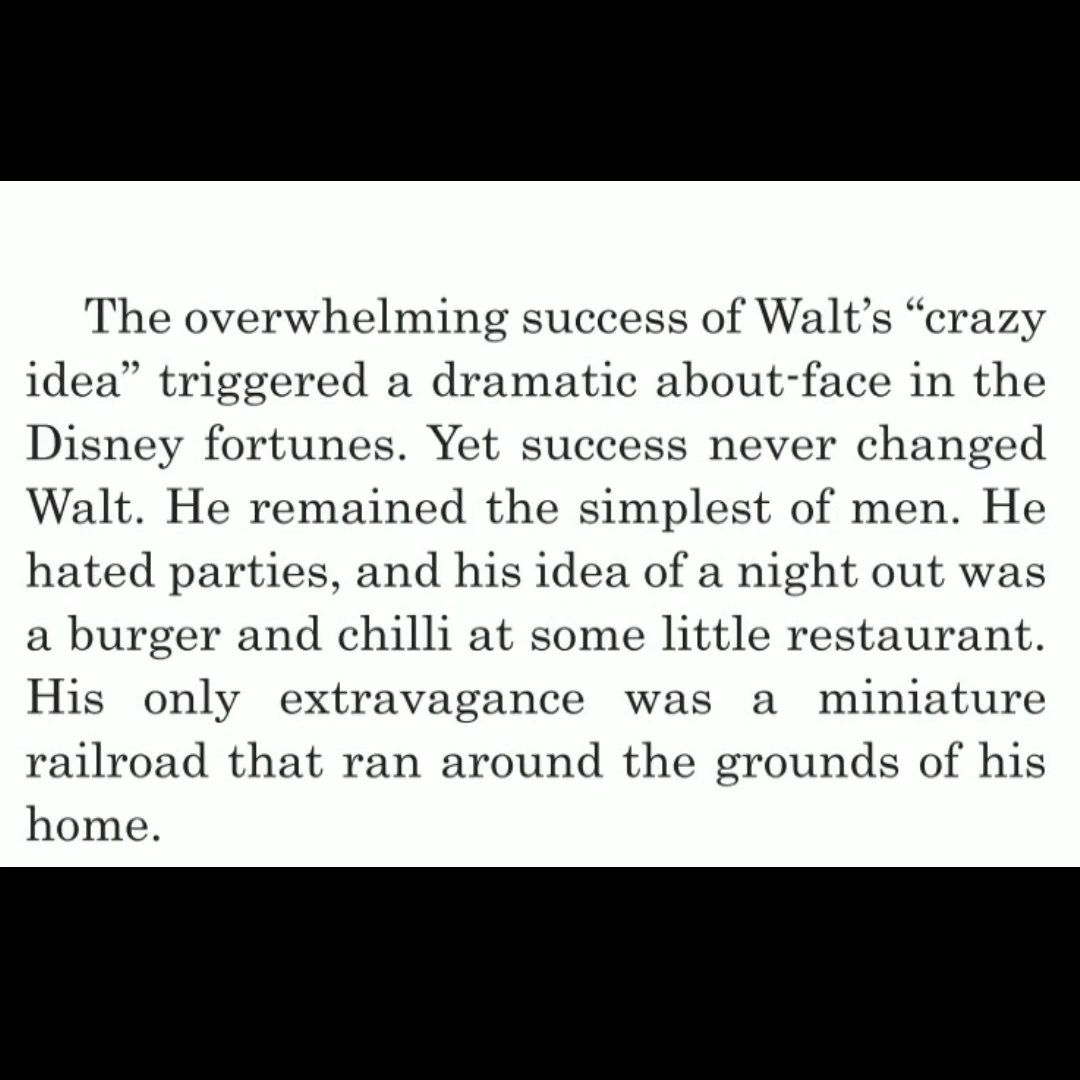 The overwhelming success of Walt’s “crazy
idea” triggered a dramatic about-face in the
Disney fortunes. Yet success never changed
Walt. He remained the simplest of men. He
hated parties, and his idea of a night out was
a burger and chilli at some little restaurant.
His only extravagance was a miniature
railroad that ran around the grounds of his
home.